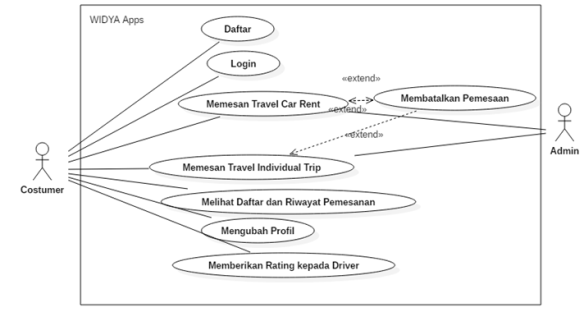 WIDYA Apps
Daftar
Login
«extend»
Memesan Travel Car Rent
Membatalkan Pemesaan
«extend»
«extend»
Admin
Memesan Travel Individual Trip
Costumer
Melihat Daftar dan Riwayat Pemesanan
Mengubah Profil
Memberikan Rating kepada Driver